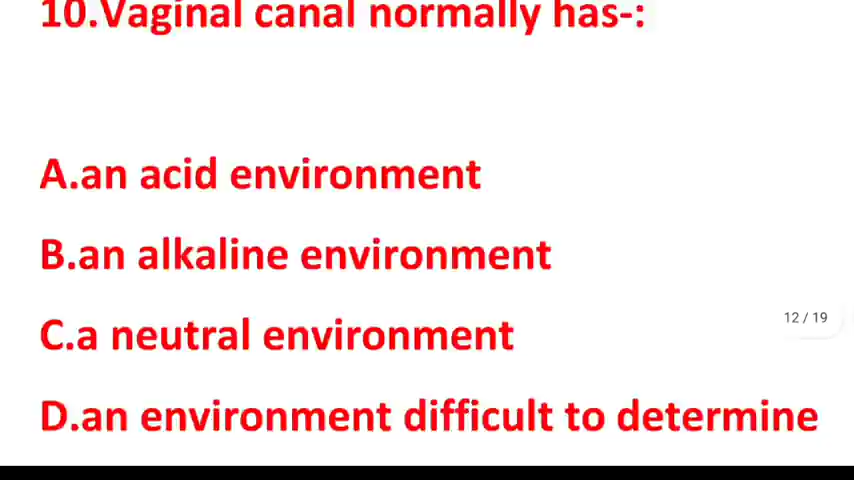 10.Vaginal canal normally has-:
A.an acid environment
B.an alkaline environment
C.a neutral environment
12 / 19
D.an environment difficult to determine